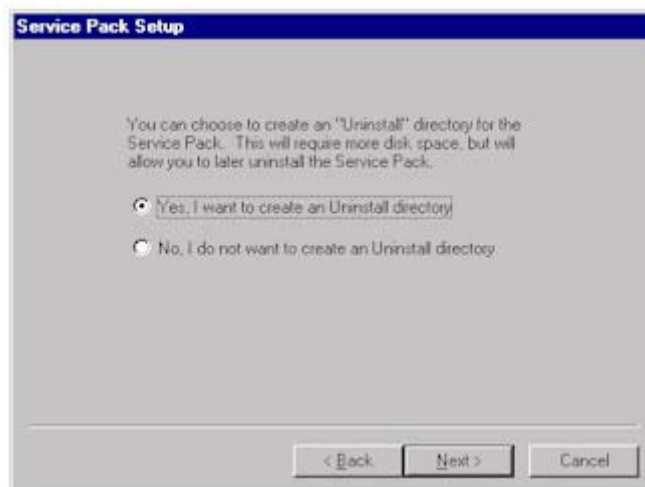 Service Pack Setup
You can choose to create an "Uninstall" directory for the
Service Pack. This will require more disk space, but will
allow you to later uninstall the Service Pack.
Yes, I want to create an Uninstall directory
No, I do not want to create an Uninstall directory
< Back
Next >
Cancel